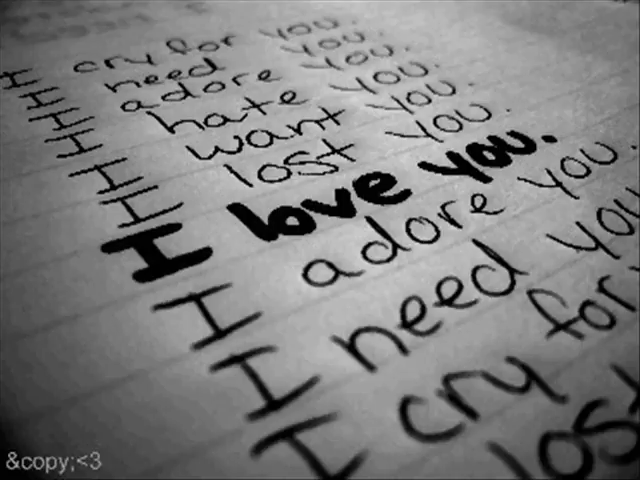 I cry for you.
I need you.
I adore you.
I hate you.
I want you.
I lost you.
I love you.
I adore you.
I need you
I cry for
lost
&copy;<3